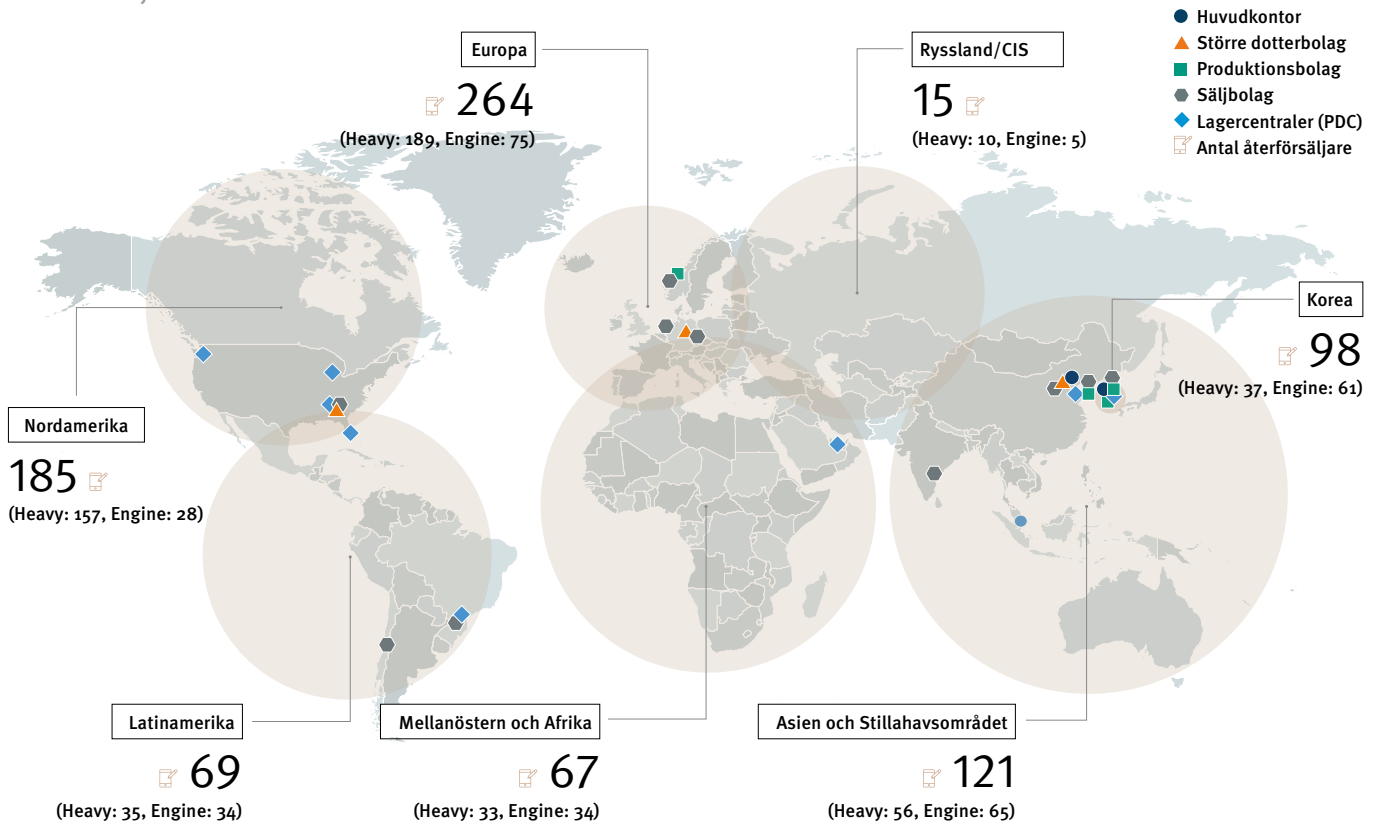 Huvudkontor
Större dotterbolag
Produktionsbolag
Säljbolag
Lagercentraler (PDC)
Antal återförsäljare
Europa
264
(Heavy: 189, Engine: 75)
Ryssland/CIS
15
(Heavy: 10, Engine: 5)
Korea
98
(Heavy: 37, Engine: 61)
Nordamerika
185
(Heavy: 157, Engine: 28)
Latinamerika
69
(Heavy: 35, Engine: 34)
Mellanöstern och Afrika
67
(Heavy: 33, Engine: 34)
Asien och Stillahavsområdet
121
(Heavy: 56, Engine: 65)